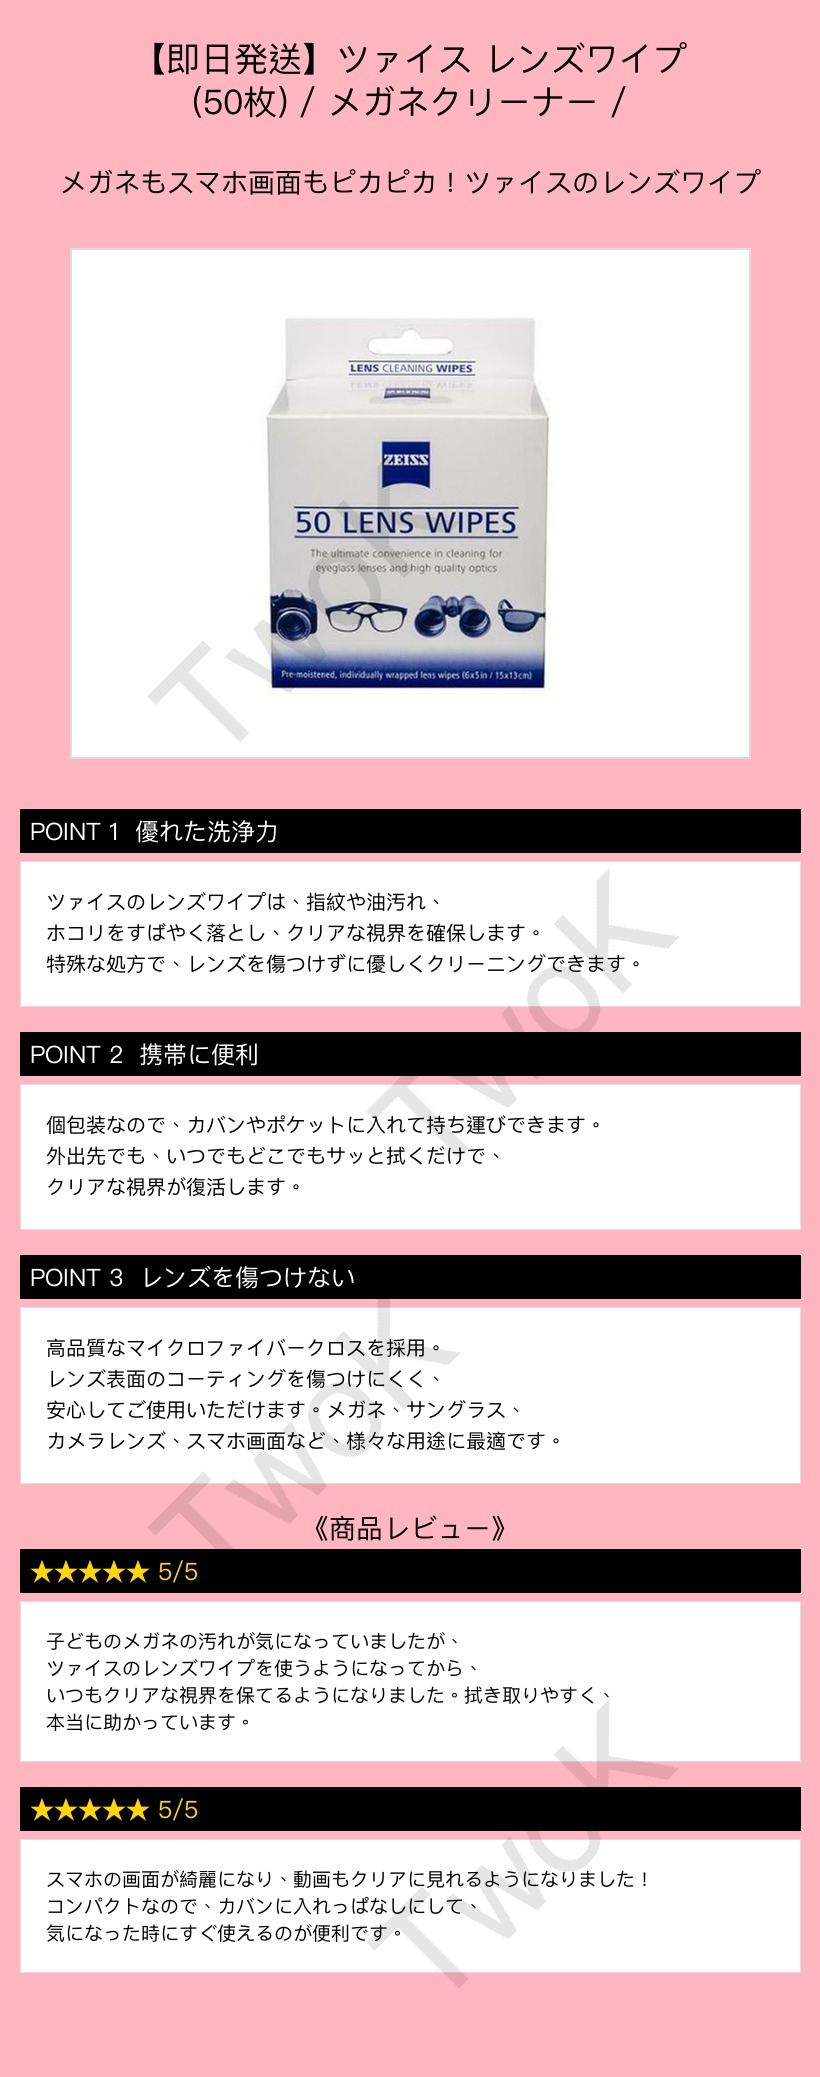 【即日発送】ツァイス レンズワイプ
(50枚) / メガネクリーナー /
メガネもスマホ画面もピカピカ！ツァイスのレンズワイプ
LENS CLEANING WIPES
ZEISS
50 LENS WIPES
The ultimate convenience in cleaning for
eyeglass lenses and high quality optics
Pre-moistened, individually wrapped lens wipes (6x5in / 15x13cm)
TwoK
POINT 1 優れた洗浄力
ツァイスのレンズワイプは、指紋や油汚れ、
ホコリをすばやく落とし、クリアな視界を確保します。
特殊な処方で、レンズを傷つけずに優しくクリーニングできます。
TwoK
POINT 2 携帯に便利
個包装なので、カバンやポケットに入れて持ち運びできます。
外出先でも、いつでもどこでもサッと拭くだけで、
クリアな視界が復活します。
POINT 3 レンズを傷つけない
高品質なマイクロファイバークロスを採用。
レンズ表面のコーティングを傷つけにくく、
安心してご使用いただけます。メガネ、サングラス、
カメラレンズ、スマホ画面など、様々な用途に最適です。
TwoK
《商品レビュー》
★★★★★ 5/5
子どものメガネの汚れが気になっていましたが、
ツァイスのレンズワイプを使うようになってから、
いつもクリアな視界を保てるようになりました。拭き取りやすく、
本当に助かっています。
★★★★★ 5/5
スマホの画面が綺麗になり、動画もクリアに見れるようになりました！
コンパクトなので、カバンに入れっぱなしにして、
気になった時にすぐ使えるのが便利です。
TwoK